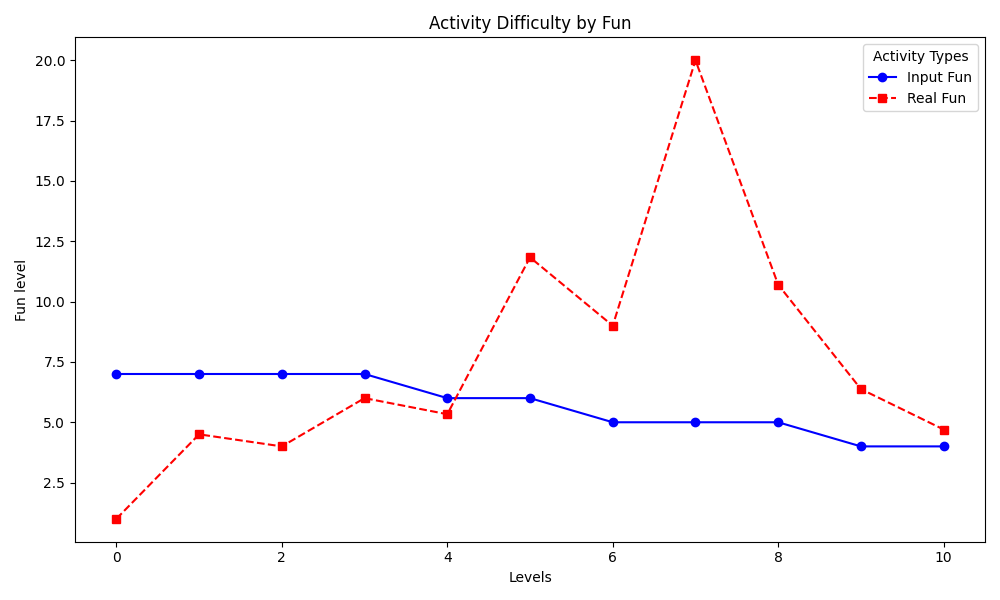 Activity Difficulty by Fun
Activity Types
Input Fun
Real Fun
Fun level
20.0
17.5
15.0
12.5
10.0
7.5
5.0
2.5
0 2 4 6 8 10
Levels